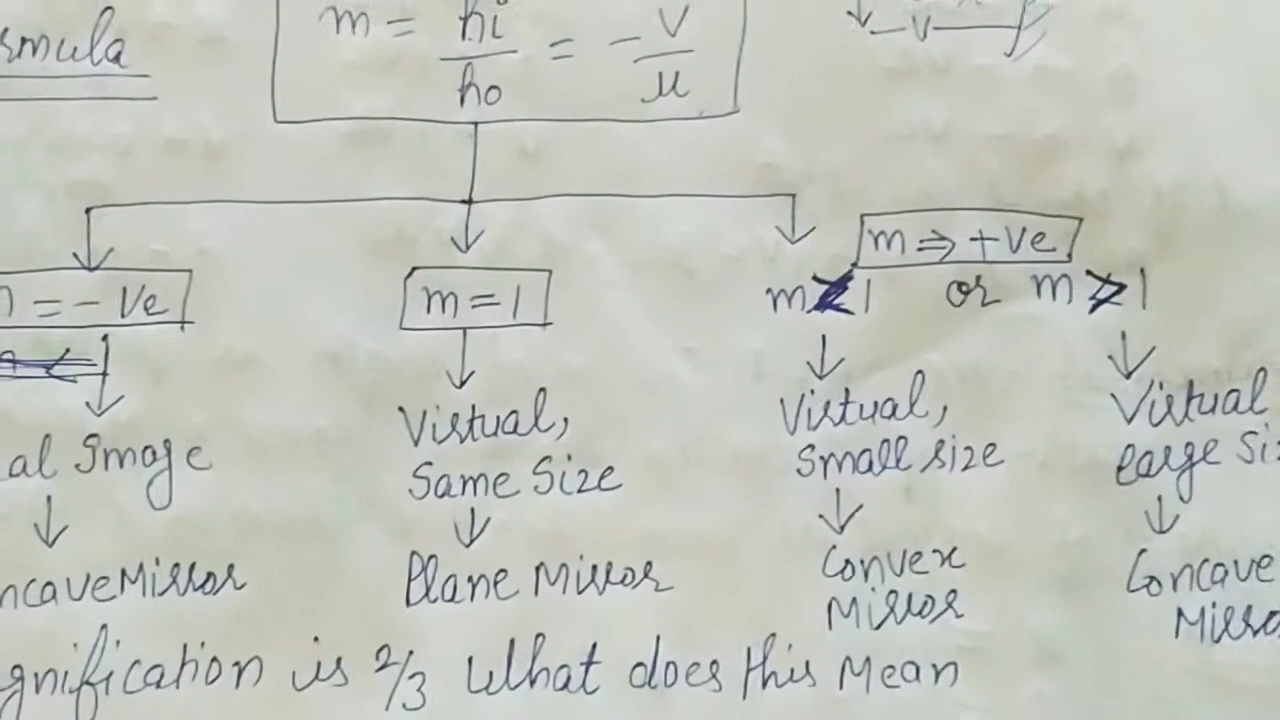 rmula
m = hi/ho = - v/u
v
m ⇒ +ve
n = - ve
m = 1
m < 1 or m > 1
al Image
Virtual,
Same Size
Virtual,
Small size
Virtual
large Siz
ncave Mirror
Plane Mirror
Convex
Mirror
Concave
Mirro
gnification is 2/3 What does this Mean